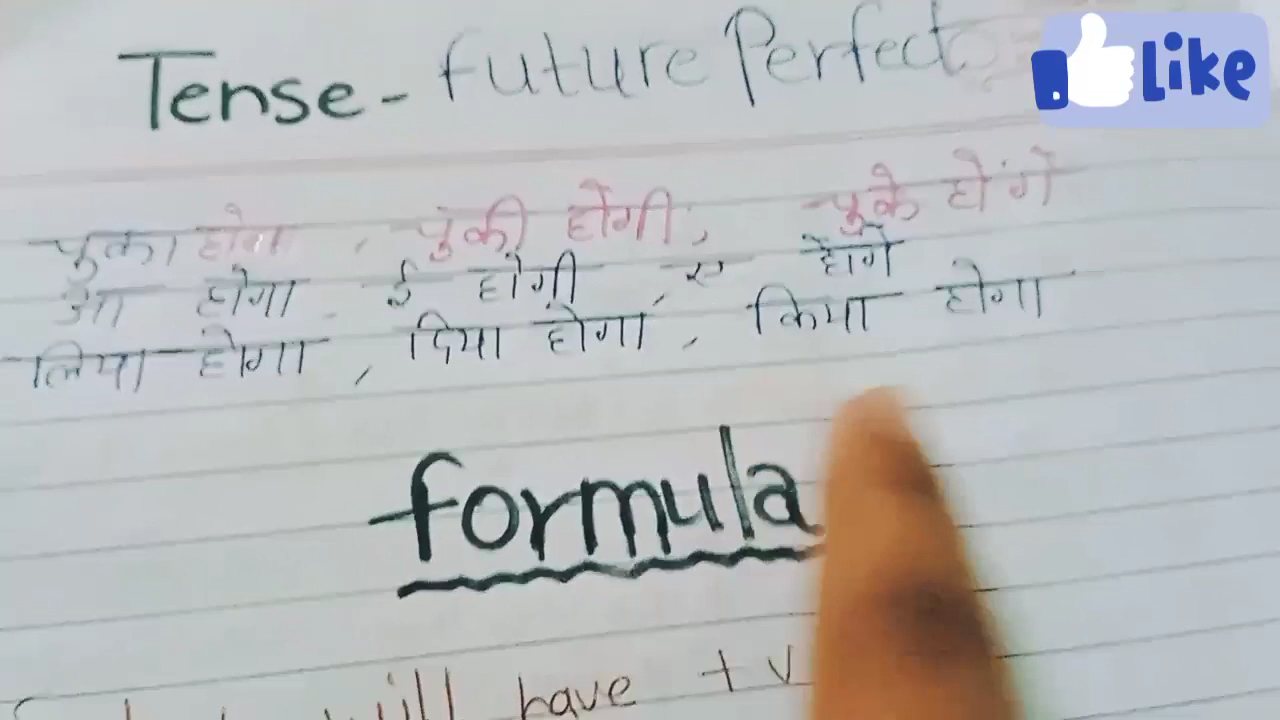 Tense - future Perfect
Like
चुका होगा, चुकी होगी, चुके होंगे
आ होगा, ई होगी, ए होंगे
लिया होगा, दिया होगा, किया होगा
formula
will have + v